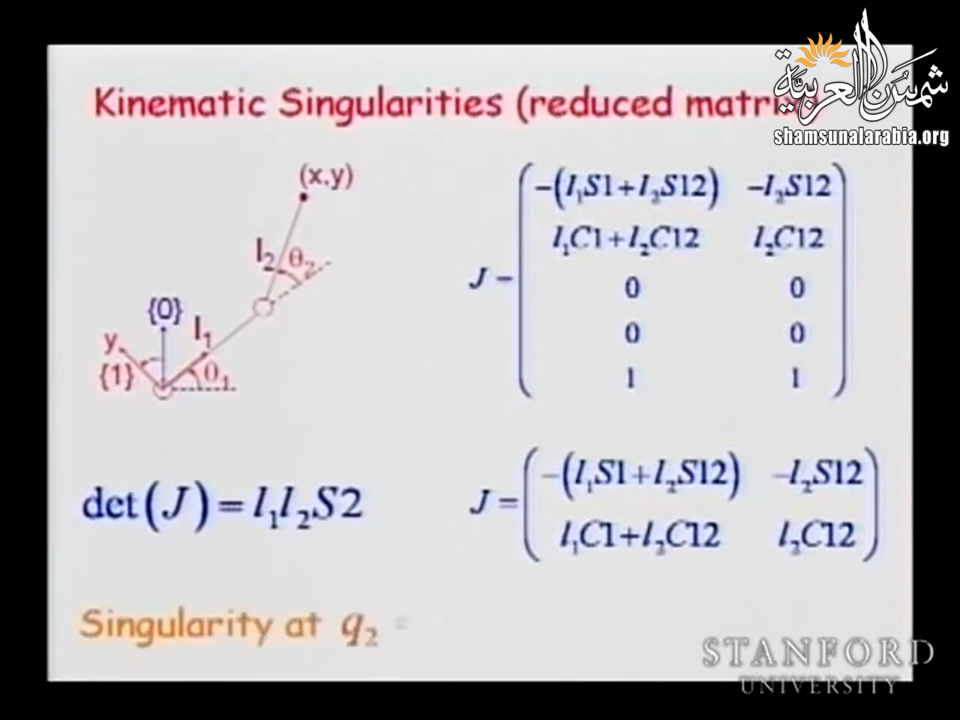 شمس العربية
shamsunalarabia.org
Kinematic Singularities (reduced
(x,y)
l₂
θ₂
{0}
l₁
y
{1}
θ₁
J =
-(l₁S1+l₂S12) -l₂S12
l₁C1+l₂C12 l₂C12
0 0
0 0
1 1
det(J) = l₁l₂S2
J =
-(l₁S1+l₂S12) -l₂S12
l₁C1+l₂C12 l₂C12
Singularity at q₂ =
STANFORD
UNIVERSITY